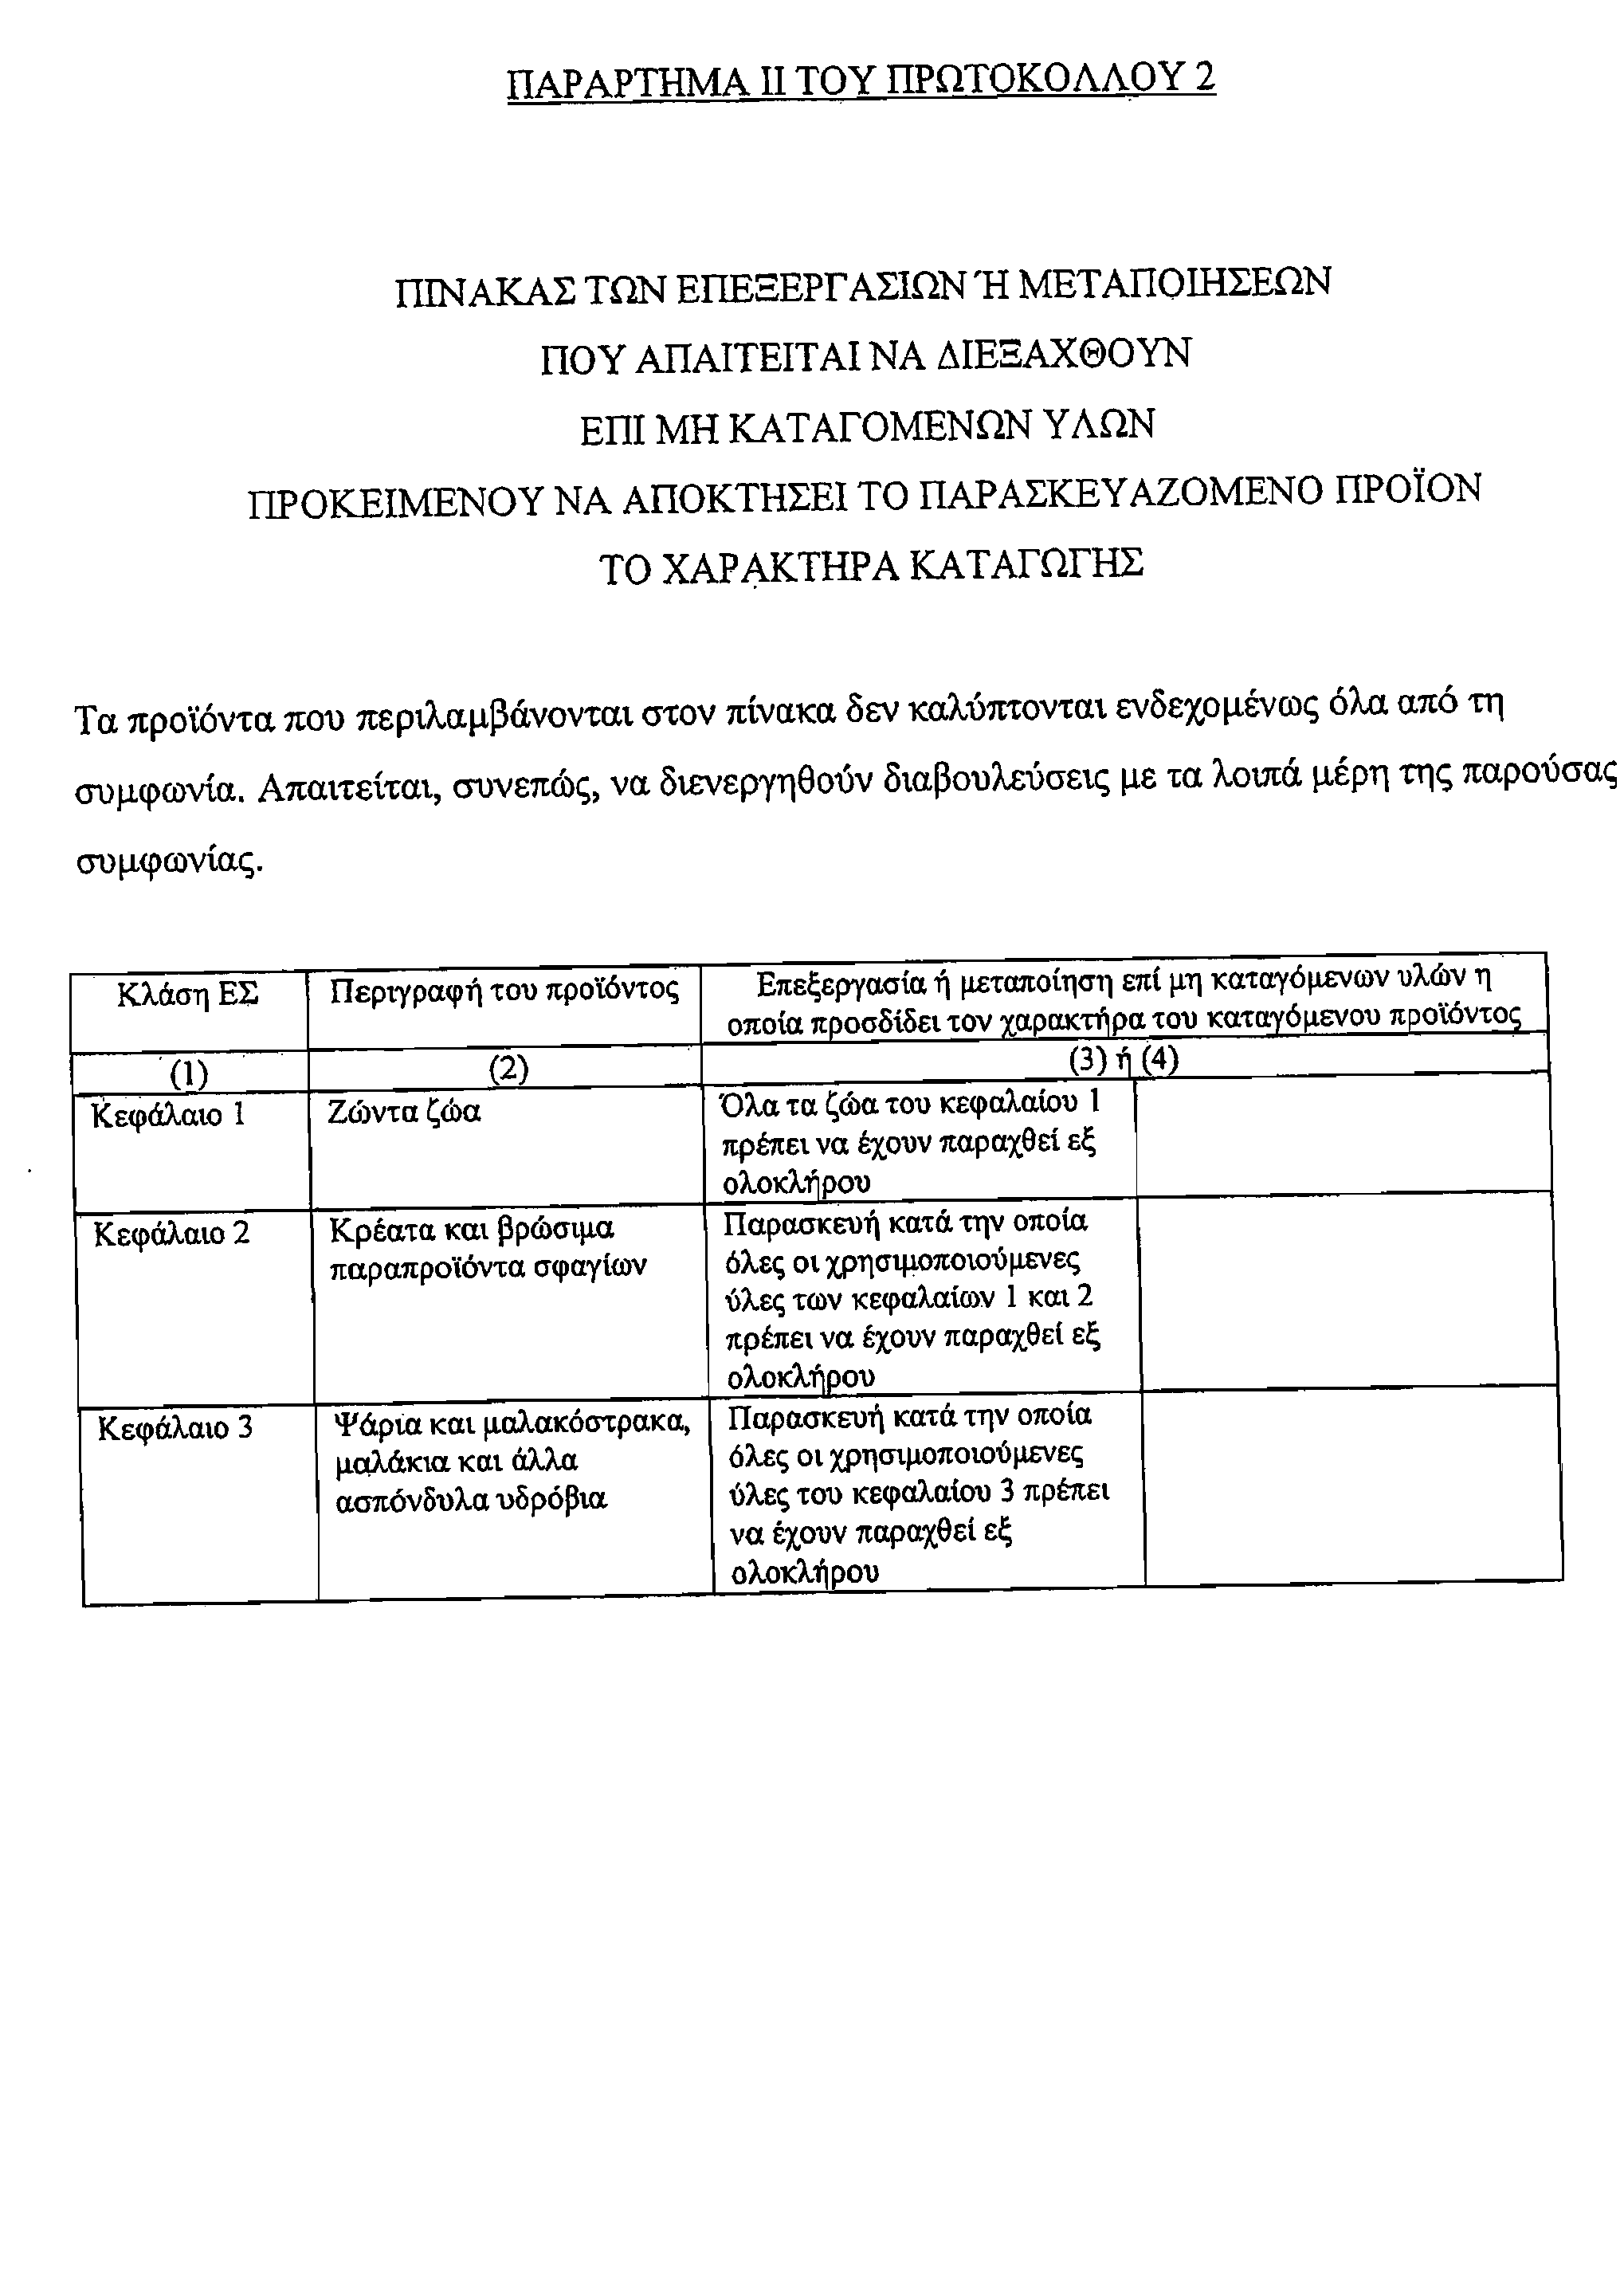 ΠΑΡΑΡΤΗΜΑ ΙΙ ΤΟΥ ΠΡΩΤΟΚΟΛΛΟΥ 2
ΠΙΝΑΚΑΣ ΤΩΝ ΕΠΕΞΕΡΓΑΣΙΩΝ Ή ΜΕΤΑΠΟΙΗΣΕΩΝ
ΠΟΥ ΑΠΑΙΤΕΙΤΑΙ ΝΑ ΔΙΕΞΑΧΘΟΥΝ
ΕΠΙ ΜΗ ΚΑΤΑΓΟΜΕΝΩΝ ΥΛΩΝ
ΠΡΟΚΕΙΜΕΝΟΥ ΝΑ ΑΠΟΚΤΗΣΕΙ ΤΟ ΠΑΡΑΣΚΕΥΑΖΟΜΕΝΟ ΠΡΟΪΟΝ
ΤΟ ΧΑΡΑΚΤΗΡΑ ΚΑΤΑΓΩΓΗΣ
Τα προϊόντα που περιλαμβάνονται στον πίνακα δεν καλύπτονται ενδεχομένως όλα από τη
συμφωνία. Απαιτείται, συνεπώς, να διενεργηθούν διαβουλεύσεις με τα λοιπά μέρη της παρούσας
συμφωνίας.
Κλάση ΕΣ
Περιγραφή του προϊόντος
Επεξεργασία ή μεταποίηση επί μη καταγόμενων υλών η
οποία προσδίδει τον χαρακτήρα του καταγόμενου προϊόντος
(1)
(2)
(3) ή (4)
Κεφάλαιο 1
Ζώντα ζώα
Όλα τα ζώα του κεφαλαίου 1
πρέπει να έχουν παραχθεί εξ
ολοκλήρου
Κεφάλαιο 2
Κρέατα και βρώσιμα
παραπροϊόντα σφαγίων
Παρασκευή κατά την οποία
όλες οι χρησιμοποιούμενες
ύλες των κεφαλαίων 1 και 2
πρέπει να έχουν παραχθεί εξ
ολοκλήρου
Κεφάλαιο 3
Ψάρια και μαλακόστρακα,
μαλάκια και άλλα
ασπόνδυλα υδρόβια
Παρασκευή κατά την οποία
όλες οι χρησιμοποιούμενες
ύλες του κεφαλαίου 3 πρέπει
να έχουν παραχθεί εξ
ολοκλήρου